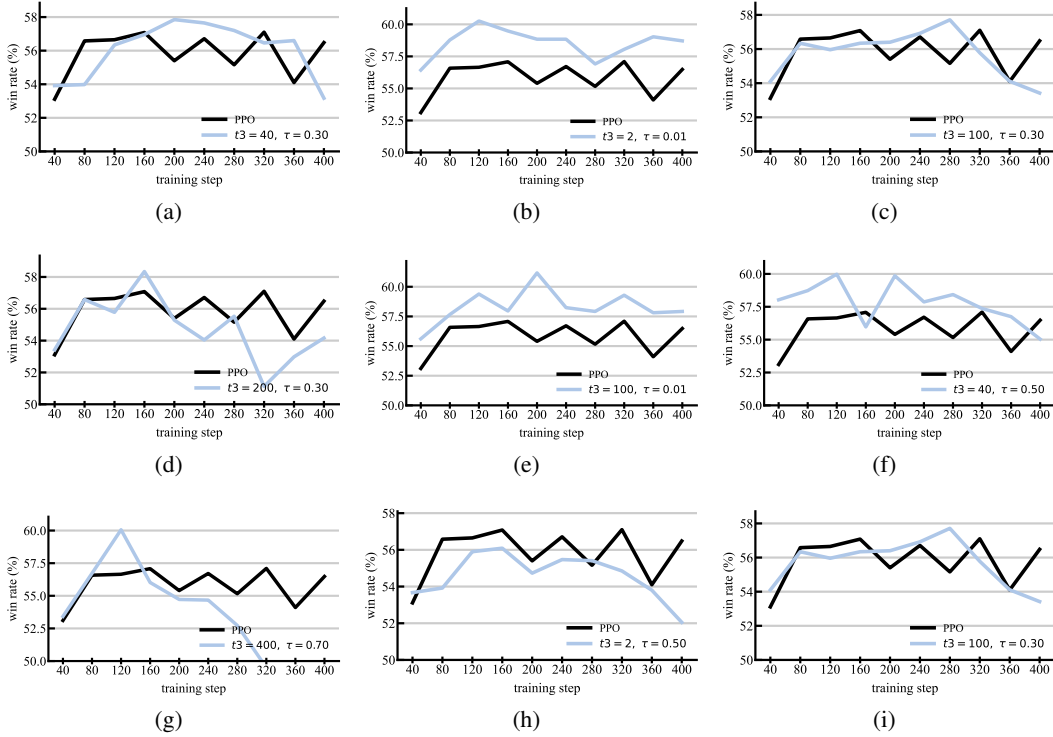 58
56
54
52
50
win rate (%)
PPO
t3 = 40, τ = 0.30
40 80 120 160 200 240 280 320 360 400
training step
(a)
60.0
57.5
55.0
52.5
50.0
win rate (%)
PPO
t3 = 2, τ = 0.01
40 80 120 160 200 240 280 320 360 400
training step
(b)
58
56
54
52
50
win rate (%)
PPO
t3 = 100, τ = 0.30
40 80 120 160 200 240 280 320 360 400
training step
(c)
58
56
54
52
50
win rate (%)
PPO
t3 = 200, τ = 0.30
40 80 120 160 200 240 280 320 360 400
training step
(d)
60.0
57.5
55.0
52.5
50.0
win rate (%)
PPO
t3 = 100, τ = 0.01
40 80 120 160 200 240 280 320 360 400
training step
(e)
60.0
57.5
55.0
52.5
50.0
win rate (%)
PPO
t3 = 40, τ = 0.50
40 80 120 160 200 240 280 320 360 400
training step
(f)
60.0
57.5
55.0
52.5
50.0
win rate (%)
PPO
t3 = 400, τ = 0.70
40 80 120 160 200 240 280 320 360 400
training step
(g)
58
56
54
52
50
win rate (%)
PPO
t3 = 2, τ = 0.50
40 80 120 160 200 240 280 320 360 400
training step
(h)
58
56
54
52
50
win rate (%)
PPO
t3 = 100, τ = 0.30
40 80 120 160 200 240 280 320 360 400
training step
(i)